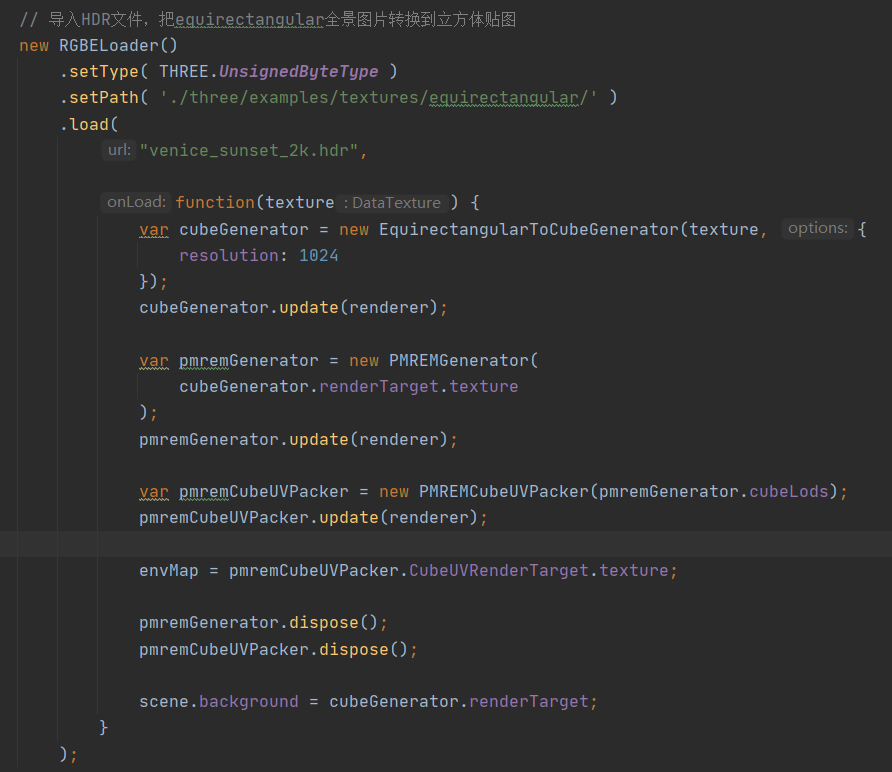 // 导入HDR文件，把equirectangular全景图片转换到立方体贴图
new RGBELoader()
.setType( THREE.UnsignedByteType )
.setPath( './three/examples/textures/equirectangular/' )
.load(
url: "venice_sunset_2k.hdr",
onLoad: function(texture : DataTexture ) {
var cubeGenerator = new EquirectangularToCubeGenerator(texture, options: {
resolution: 1024
});
cubeGenerator.update(renderer);
var pmremGenerator = new PMREMGenerator(
cubeGenerator.renderTarget.texture
);
pmremGenerator.update(renderer);
var pmremCubeUVPacker = new PMREMCubeUVPacker(pmremGenerator.cubeLods);
pmremCubeUVPacker.update(renderer);
envMap = pmremCubeUVPacker.CubeUVRenderTarget.texture;
pmremGenerator.dispose();
pmremCubeUVPacker.dispose();
scene.background = cubeGenerator.renderTarget;
}
);